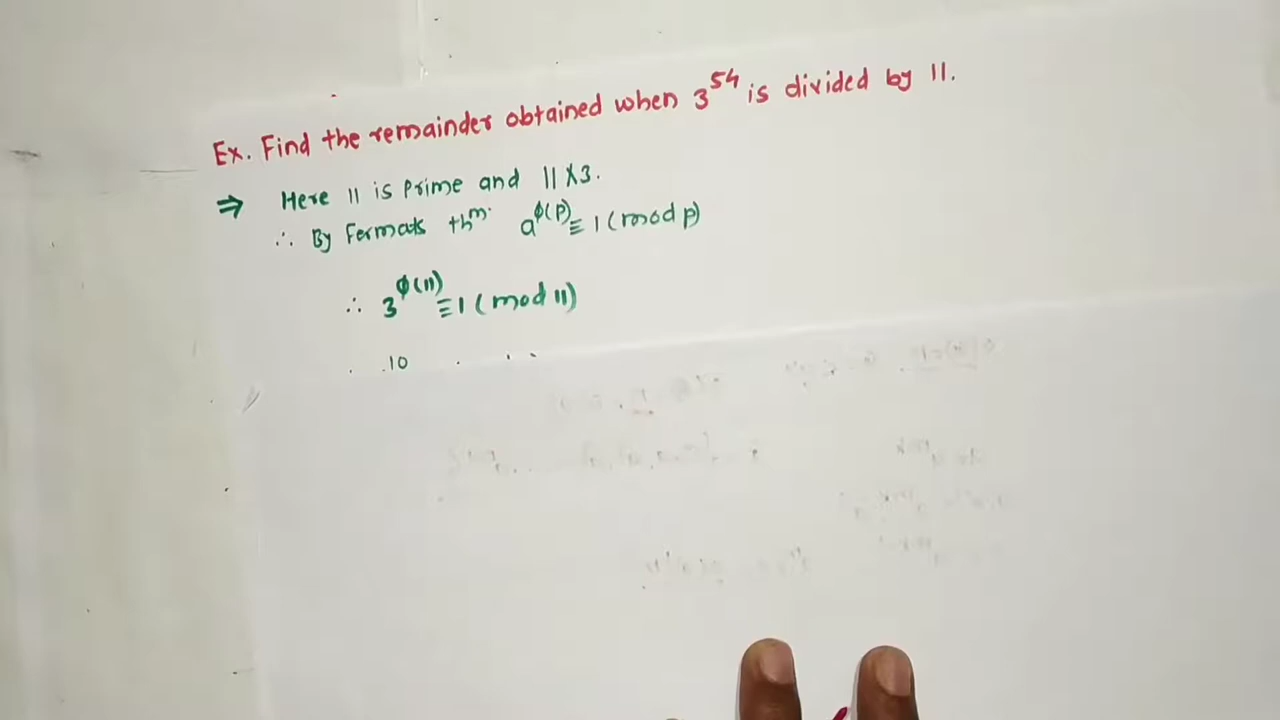 Ex. Find the remainder obtained when 3^54 is divided by 11.
⇒ Here 11 is prime and 11 ∤ 3.
∴ By Fermats thm. a^ϕ(p) ≡ 1 (mod p)
∴ 3^ϕ(11) ≡ 1 (mod 11)
10